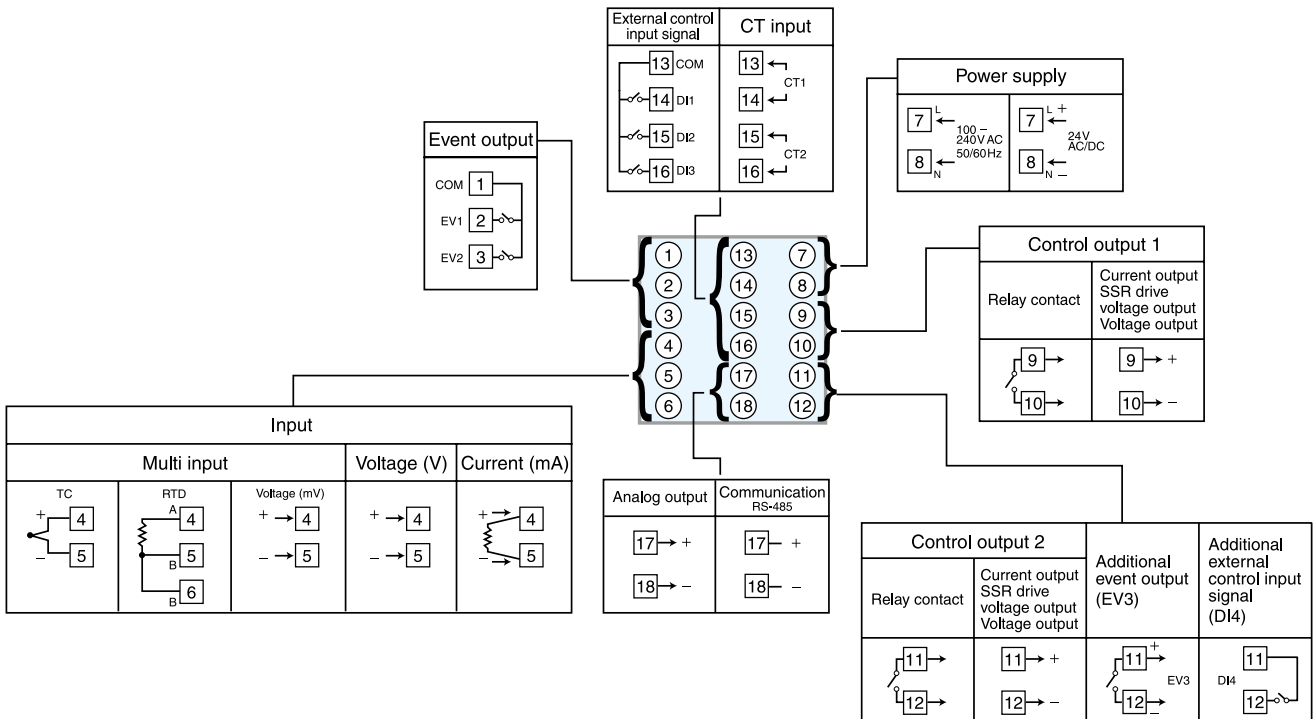 External control
input signal
CT input
13 COM
14 DI1
15 DI2
16 DI3
13
CT1
14
15
CT2
16
Power supply
7 L
100 –
240V AC
50/60Hz
8 N
7 L +
24V
AC/DC
8 N –
Event output
COM 1
EV1 2
EV2 3
1 13 7
2 14 8
3 15 9
4 16 10
5 17 11
6 18 12
Control output 1
Relay contact
Current output
SSR drive
voltage output
Voltage output
9
10
9 → +
10 → –
Input
Multi input
Voltage (V)
Current (mA)
TC
+ 4
– 5
RTD
A 4
B 5
B 6
Voltage (mV)
+ → 4
– → 5
+ → 4
– → 5
+ → 4
– → 5
Analog output
Communication
RS-485
17 → +
18 → –
17 – +
18 – –
Control output 2
Relay contact
Current output
SSR drive
voltage output
Voltage output
Additional
event output
(EV3)
Additional
external
control input
signal
(DI4)
11
12
11 → +
12 → –
11 +
EV3
12 –
11
DI4
12